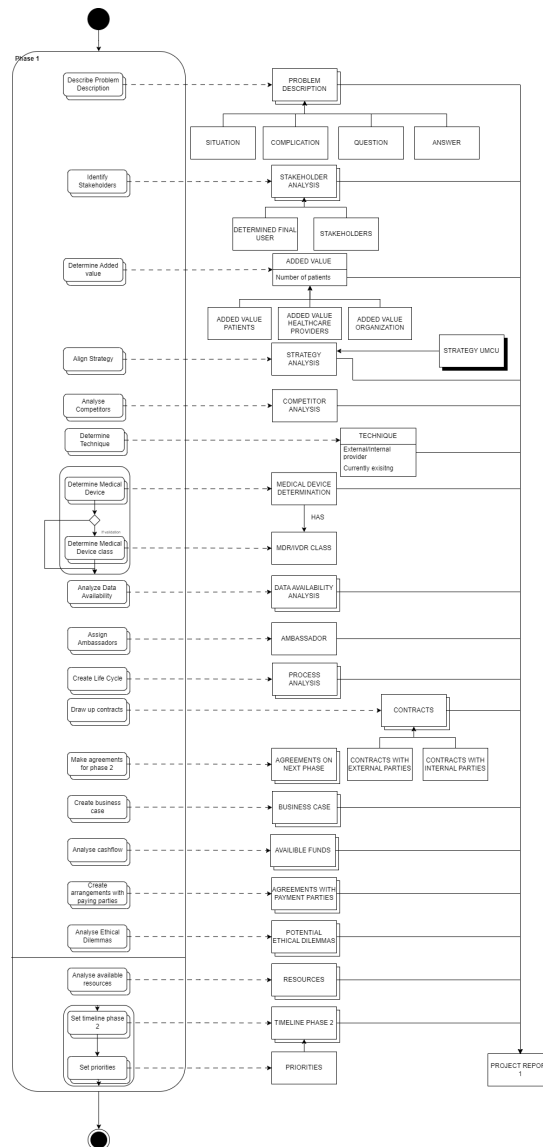 Phase 1
Describe Problem
Description
PROBLEM
DESCRIPTION
SITUATION
COMPLICATION
QUESTION
ANSWER
Identify
Stakeholders
STAKEHOLDER
ANALYSIS
DETERMINED FINAL
USER
STAKEHOLDERS
Determine Added
value
ADDED VALUE
Number of patients
ADDED VALUE
PATIENTS
ADDED VALUE
HEALTHCARE
PROVIDERS
ADDED VALUE
ORGANIZATION
Align Strategy
STRATEGY
ANALYSIS
STRATEGY UMCU
Analyse
Competitors
COMPETITOR
ANALYSIS
Determine
Technique
TECHNIQUE
External/Internal
provider
Currently exisitng
Determine Medical
Device
MEDICAL DEVICE
DETERMINATION
HAS
Determine Medical
Device class
MDR/IVDR CLASS
Analyze Data
Availability
DATA AVAILABILITY
ANALYSIS
Assign
Ambassadors
AMBASSADOR
Create Life Cycle
PROCESS
ANALYSIS
Draw up contracts
CONTRACTS
Make agreements
for phase 2
AGREEMENTS ON
NEXT PHASE
CONTRACTS WITH
EXTERNAL PARTIES
CONTRACTS WITH
INTERNAL PARTIES
Create business
case
BUSINESS CASE
Analyse cashflow
AVAILIBLE FUNDS
Create
arrangements with
paying parties
AGREEMENTS WITH
PAYMENT PARTIES
Analyse Ethical
Dilemmas
POTENTIAL
ETHICAL DILEMMAS
Analyse available
resources
RESOURCES
Set timeline phase
2
TIMELINE PHASE 2
Set priorities
PRIORITIES
PROJECT REPORT
1